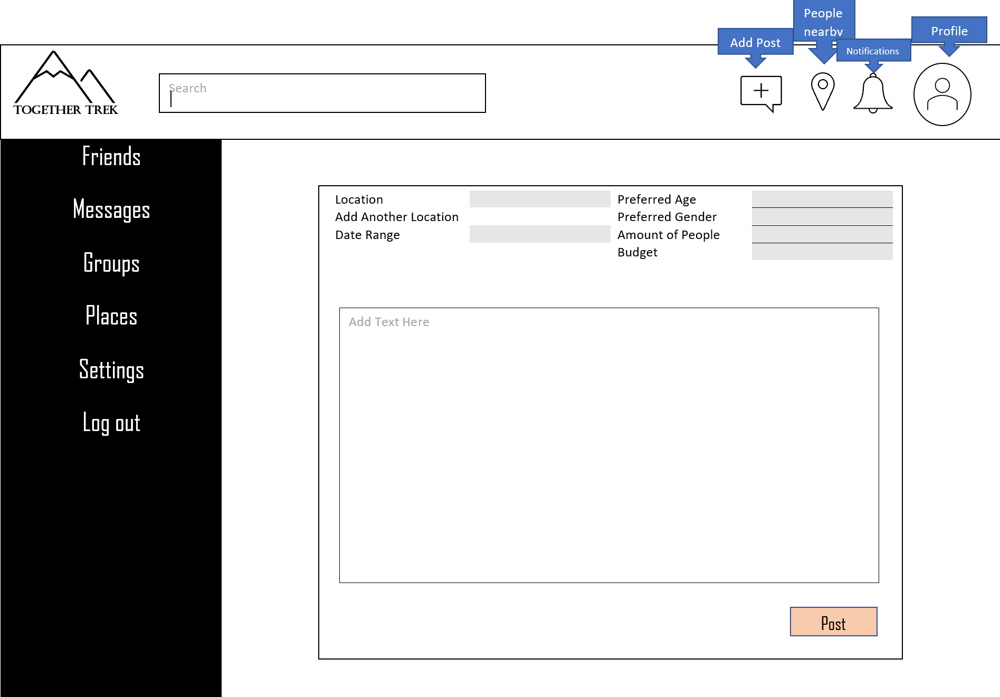 People
nearby
Add Post
Profile
Notifications
Search
TOGETHER TREK
Friends
Messages
Groups
Places
Settings
Log out
Location
Add Another Location
Date Range
Preferred Age
Preferred Gender
Amount of People
Budget
Add Text Here
Post